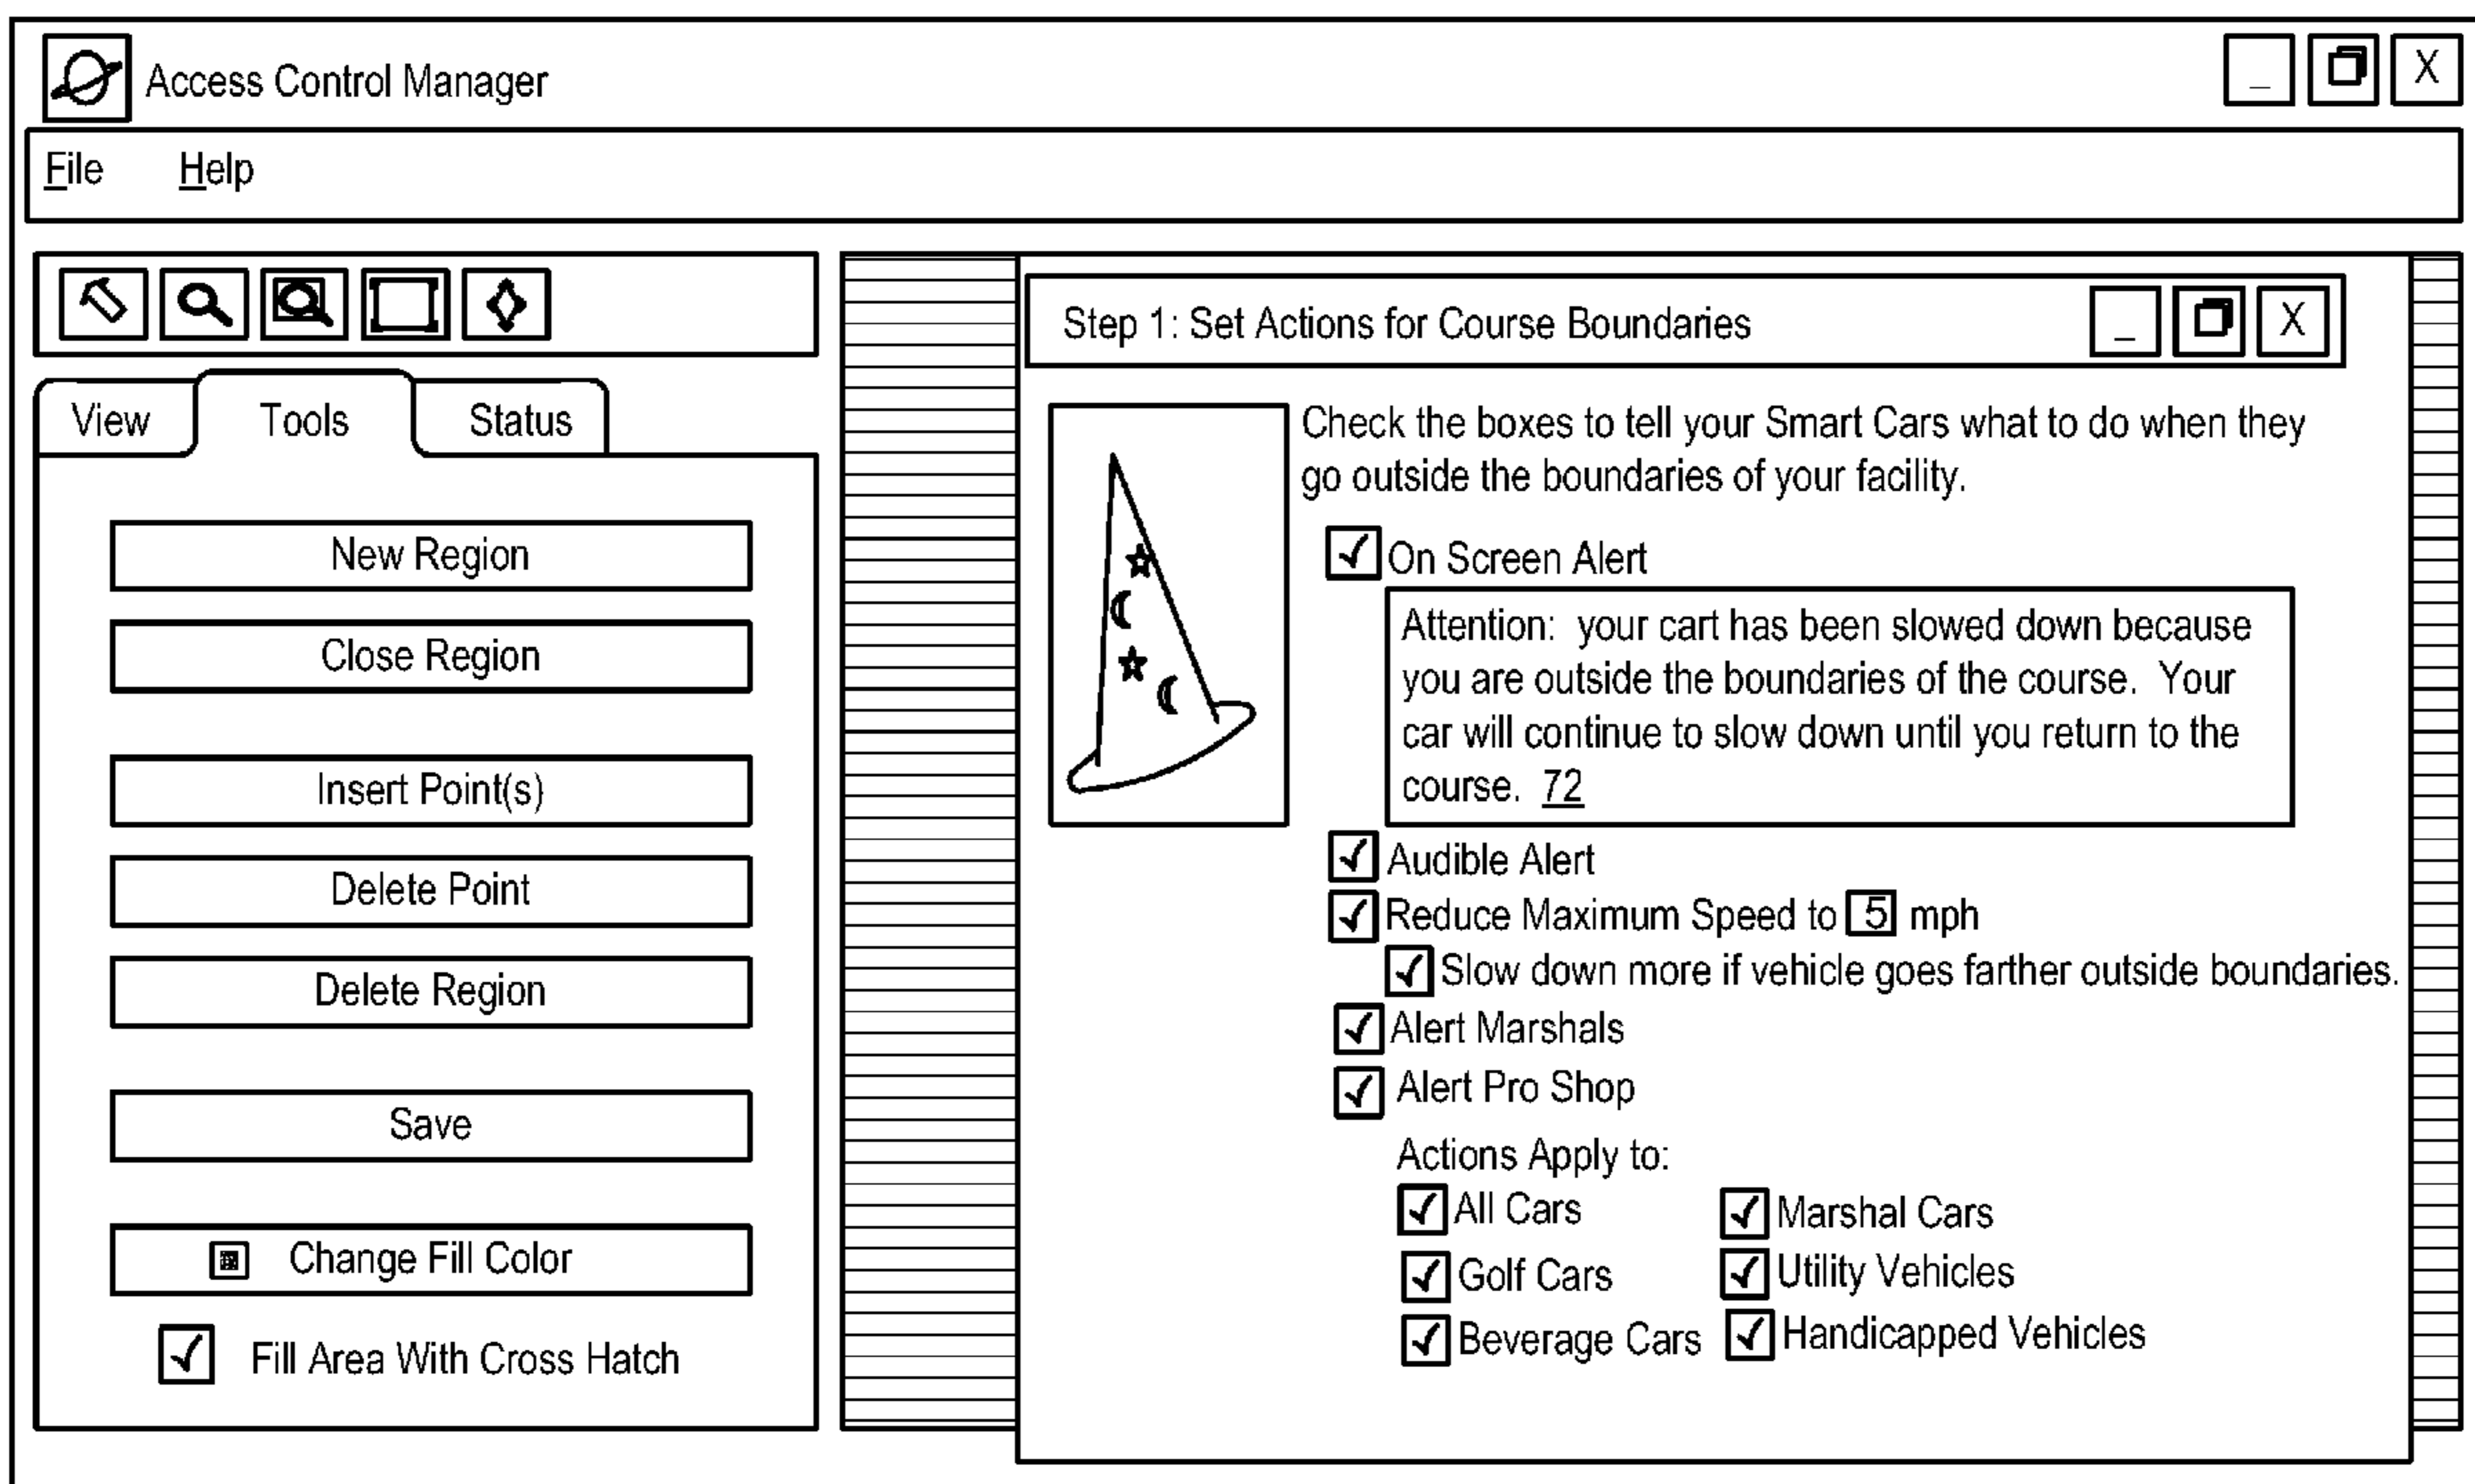 Access Control Manager
_ X
File Help
View Tools Status
New Region
Close Region
Insert Point(s)
Delete Point
Delete Region
Save
Change Fill Color
Fill Area With Cross Hatch
Step 1: Set Actions for Course Boundaries
_ X
Check the boxes to tell your Smart Cars what to do when they
go outside the boundaries of your facility.
On Screen Alert
Attention: your cart has been slowed down because
you are outside the boundaries of the course. Your
car will continue to slow down until you return to the
course. 72
Audible Alert
Reduce Maximum Speed to 5 mph
Slow down more if vehicle goes farther outside boundaries.
Alert Marshals
Alert Pro Shop
Actions Apply to:
All Cars Marshal Cars
Golf Cars Utility Vehicles
Beverage Cars Handicapped Vehicles